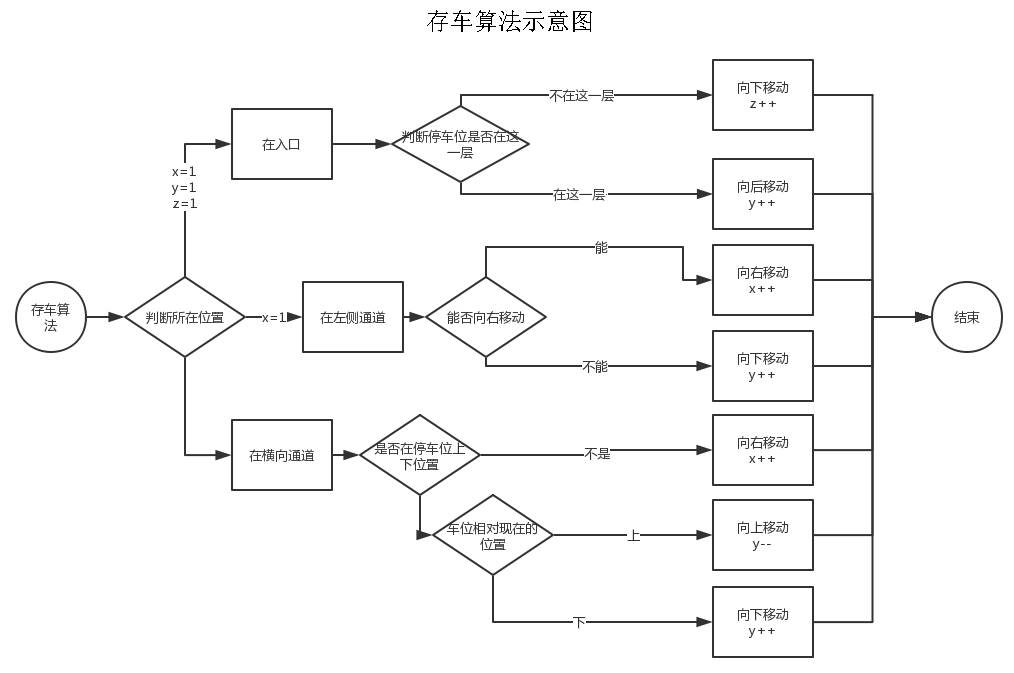 存车算法示意图
不在这一层
向下移动
z++
在入口
判断停车位是否在这
一层
x=1
y=1
z=1
在这一层
向后移动
y++
能
向右移动
x++
存车算
法
判断所在位置
x=1
在左侧通道
能否向右移动
结束
不能
向下移动
y++
在横向通道
是否在停车位上
下位置
不是
向右移动
x++
车位相对现在的
位置
上
向上移动
y--
下
向下移动
y++